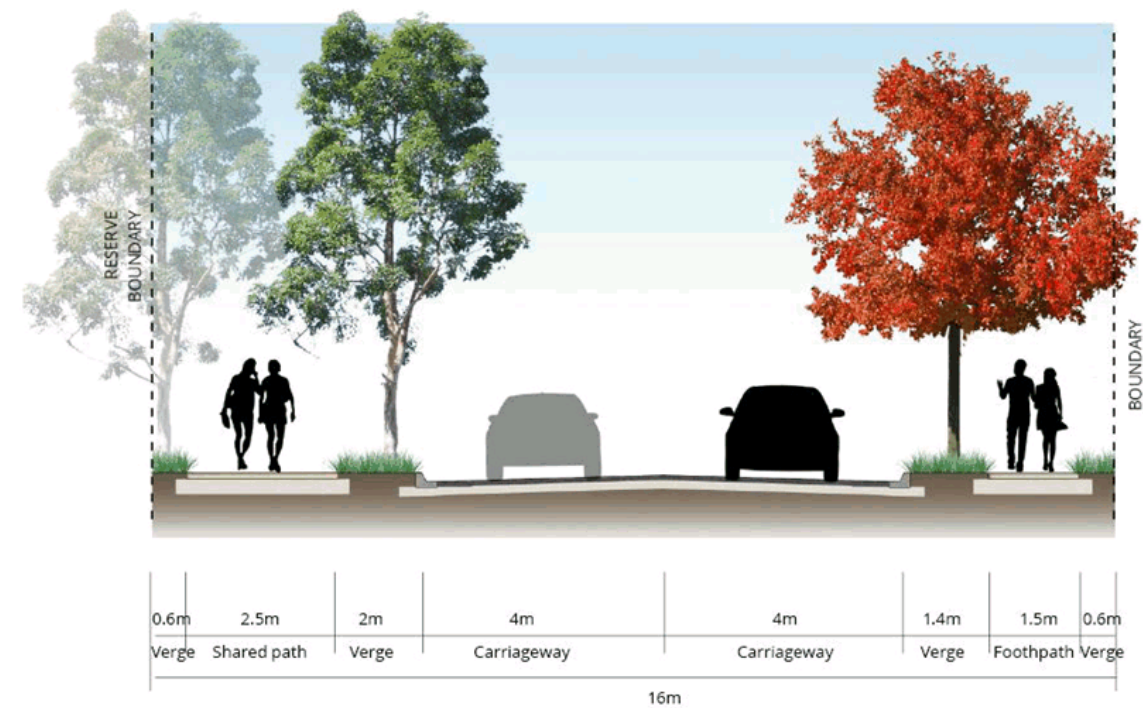 RESERVE
BOUNDARY
BOUNDARY
0.6m 2.5m 2m 4m 4m 1.4m 1.5m 0.6m
Verge Shared path Verge Carriageway Carriageway Verge Foothpath Verge
16m